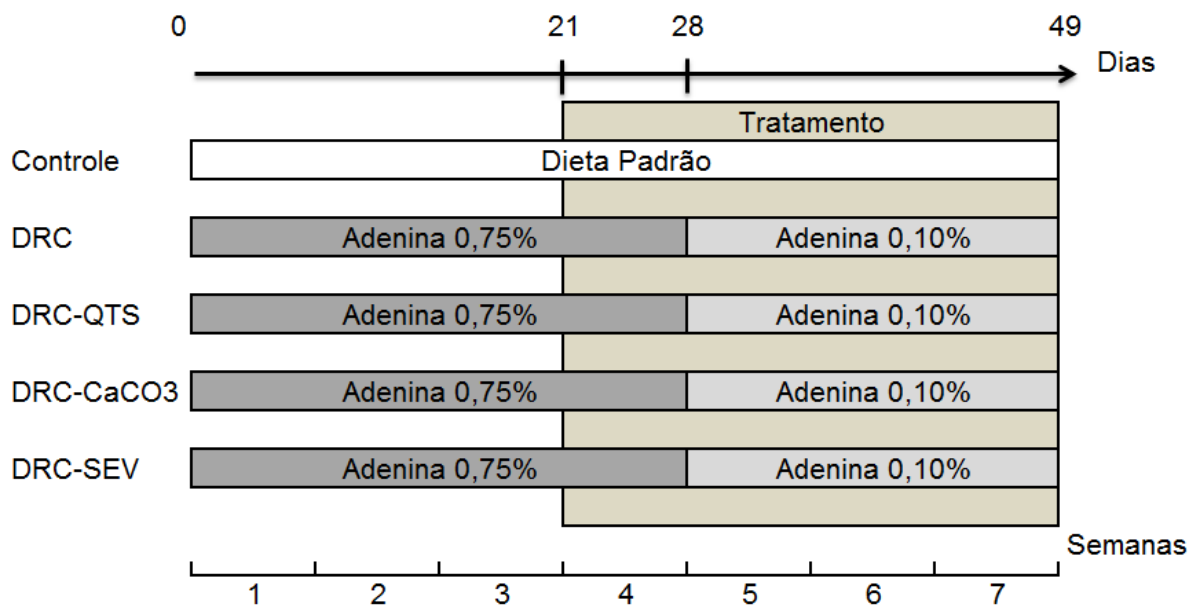 0 21 28 49
Dias
Tratamento
Controle Dieta Padrão
DRC Adenina 0,75% Adenina 0,10%
DRC-QTS Adenina 0,75% Adenina 0,10%
DRC-CaCO3 Adenina 0,75% Adenina 0,10%
DRC-SEV Adenina 0,75% Adenina 0,10%
Semanas
1 2 3 4 5 6 7